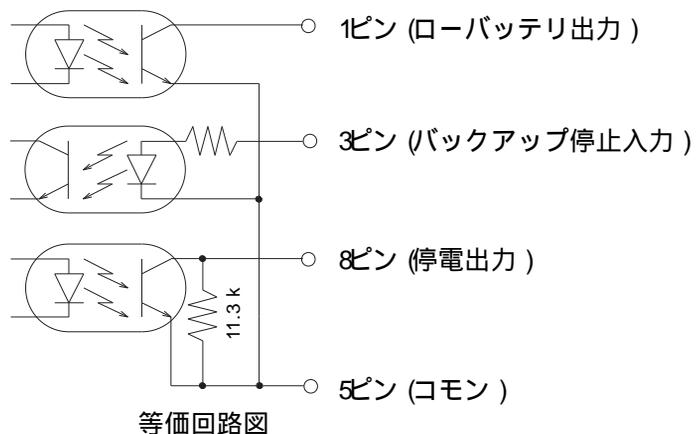 1ピン (ローバッテリ出力 )
3ピン (バックアップ停止入力 )
8ピン (停電出力 )
11.3 k
5ピン (コモン )
等価回路図